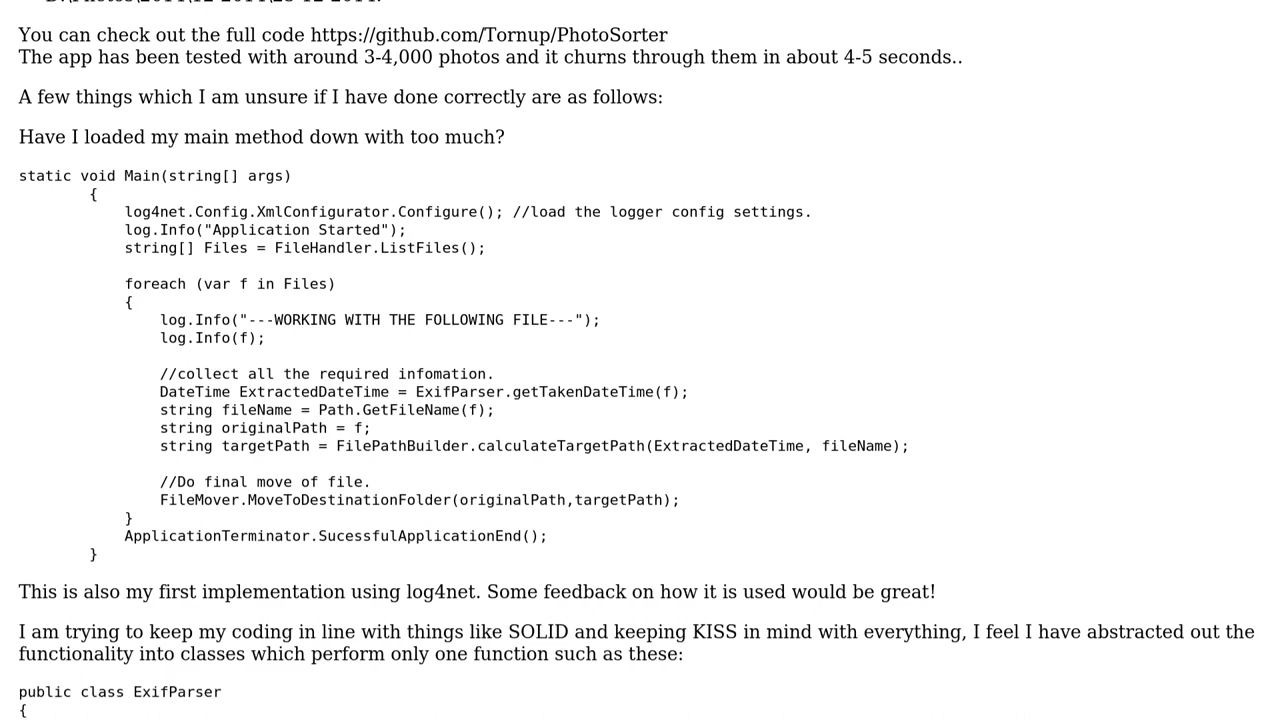 You can check out the full code https://github.com/Tornup/PhotoSorter
The app has been tested with around 3-4,000 photos and it churns through them in about 4-5 seconds..
A few things which I am unsure if I have done correctly are as follows:
Have I loaded my main method down with too much?
static void Main(string[] args)
        {
            log4net.Config.XmlConfigurator.Configure(); //load the logger config settings.
            log.Info("Application Started");
            string[] Files = FileHandler.ListFiles();

            foreach (var f in Files)
            {
                log.Info("---WORKING WITH THE FOLLOWING FILE---");
                log.Info(f);

                //collect all the required infomation.
                DateTime ExtractedDateTime = ExifParser.getTakenDateTime(f);
                string fileName = Path.GetFileName(f);
                string originalPath = f;
                string targetPath = FilePathBuilder.calculateTargetPath(ExtractedDateTime, fileName);

                //Do final move of file.
                FileMover.MoveToDestinationFolder(originalPath,targetPath);
            }
            ApplicationTerminator.SucessfulApplicationEnd();
        }
This is also my first implementation using log4net. Some feedback on how it is used would be great!
I am trying to keep my coding in line with things like SOLID and keeping KISS in mind with everything, I feel I have abstracted out the
functionality into classes which perform only one function such as these:
public class ExifParser
{